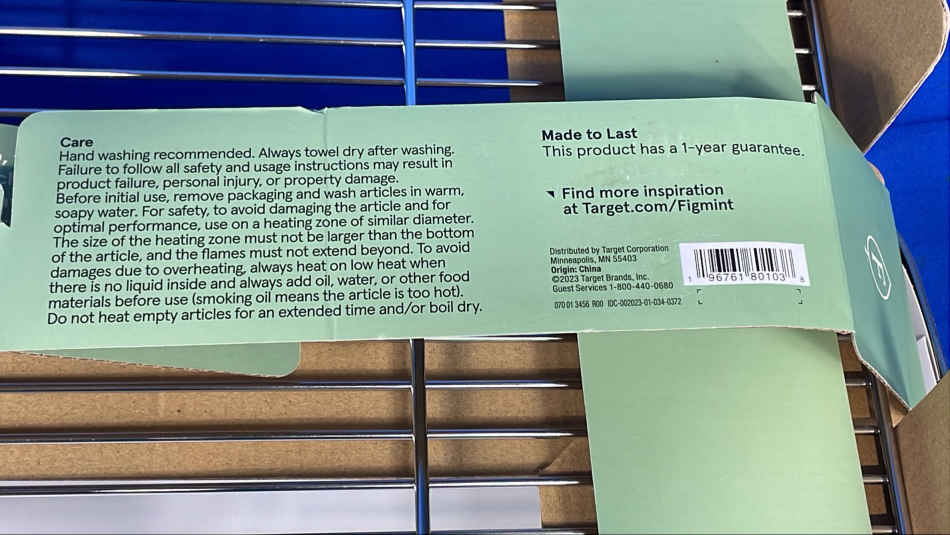 Care
Hand washing recommended. Always towel dry after washing.
Failure to follow all safety and usage instructions may result in
product failure, personal injury, or property damage.
Before initial use, remove packaging and wash articles in warm,
soapy water. For safety, to avoid damaging the article and for
optimal performance, use on a heating zone of similar diameter.
The size of the heating zone must not be larger than the bottom
of the article, and the flames must not extend beyond. To avoid
damages due to overheating, always heat on low heat when
there is no liquid inside and always add oil, water, or other food
materials before use (smoking oil means the article is too hot).
Do not heat empty articles for an extended time and/or boil dry.
Made to Last
This product has a 1-year guarantee.
Find more inspiration
at Target.com/Figmint
Distributed by Target Corporation
Minneapolis, MN 55403
Origin: China
©2023 Target Brands, Inc.
Guest Services 1-800-440-0680
070 01 3456 R00 IDC-002023-01-034-0372
1 96761 80103 8
F